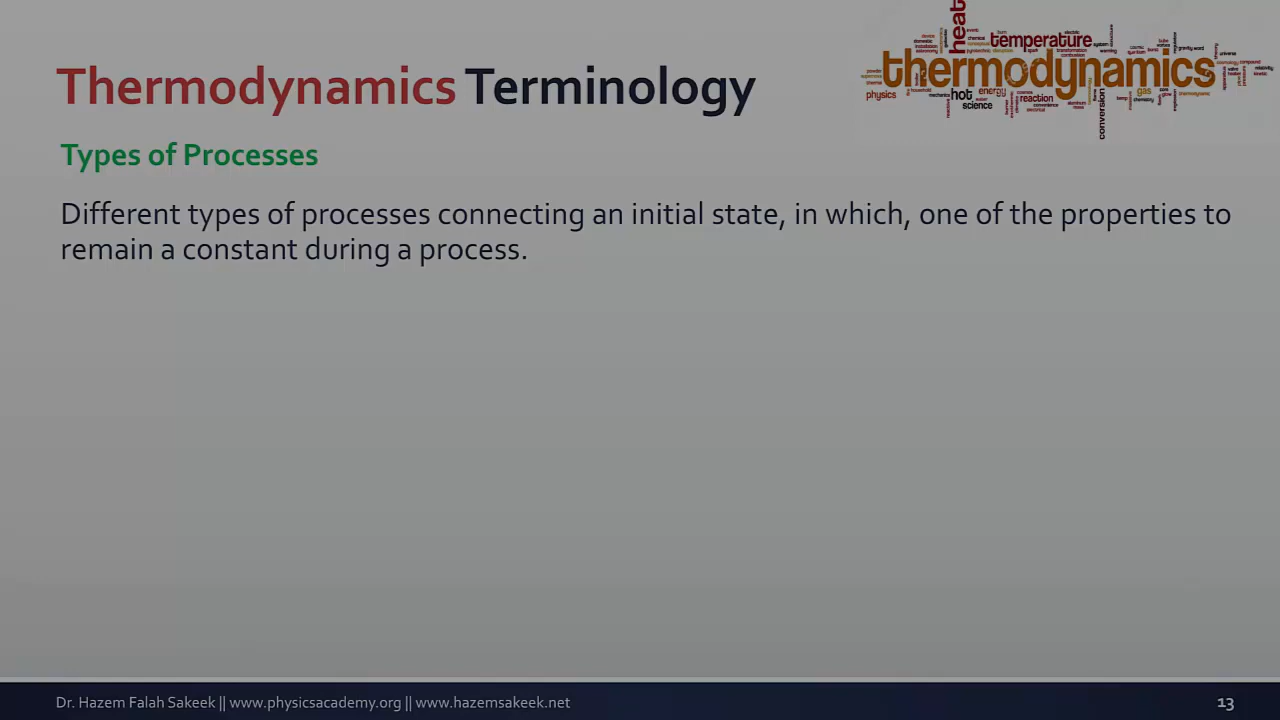 Thermodynamics Terminology
heat
temperature
thermodynamics
physics
hot
energy
reaction
gas
science
conversion
Types of Processes
Different types of processes connecting an initial state, in which, one of the properties to
remain a constant during a process.
Dr. Hazem Falah Sakeek || www.physicsacademy.org || www.hazemsakeek.net
13